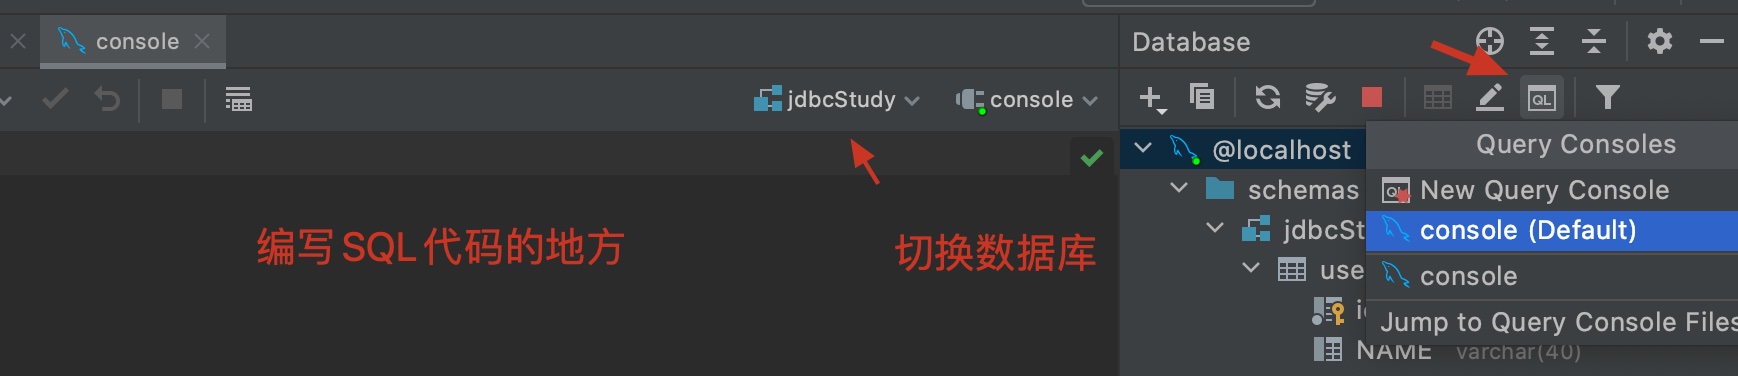 console
Database
jdbcStudy
console
QL
@localhost
Query Consoles
schemas
QL New Query Console
jdbcSt
console (Default)
编写SQL代码的地方
切换数据库
use
console
Jump to Query Console Files
NAME varchar(40)